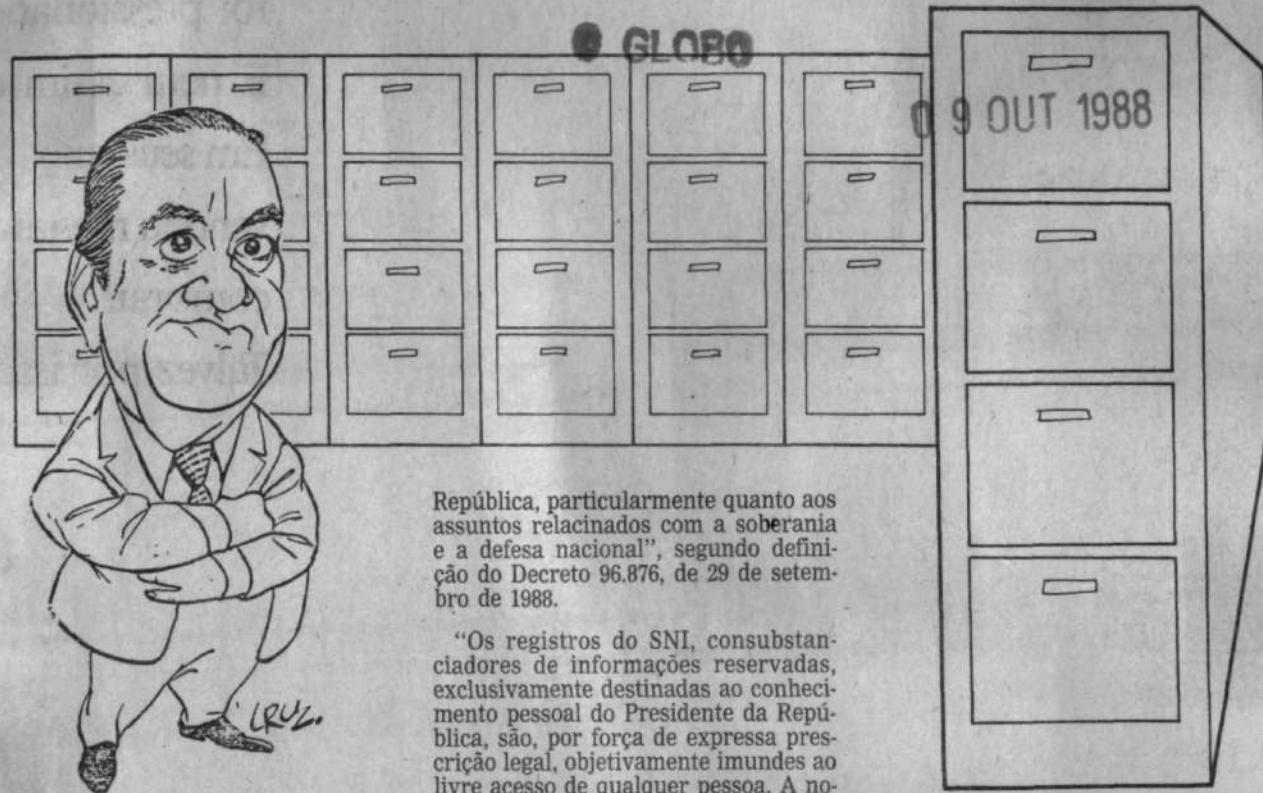 O GLOBO
09 OUT 1988
República, particularmente quanto aos
assuntos relacinados com a soberania
e a defesa nacional", segundo defini-
ção do Decreto 96.876, de 29 de setem-
bro de 1988.
"Os registros do SNI, consubstan-
ciadores de informações reservadas,
exclusivamente destinadas ao conheci-
mento pessoal do Presidente da Repú-
blica, são, por força de expressa pres-
crição legal, objetivamente imundes ao
livre acesso de qualquer pessoa. A no-
CRUZ.